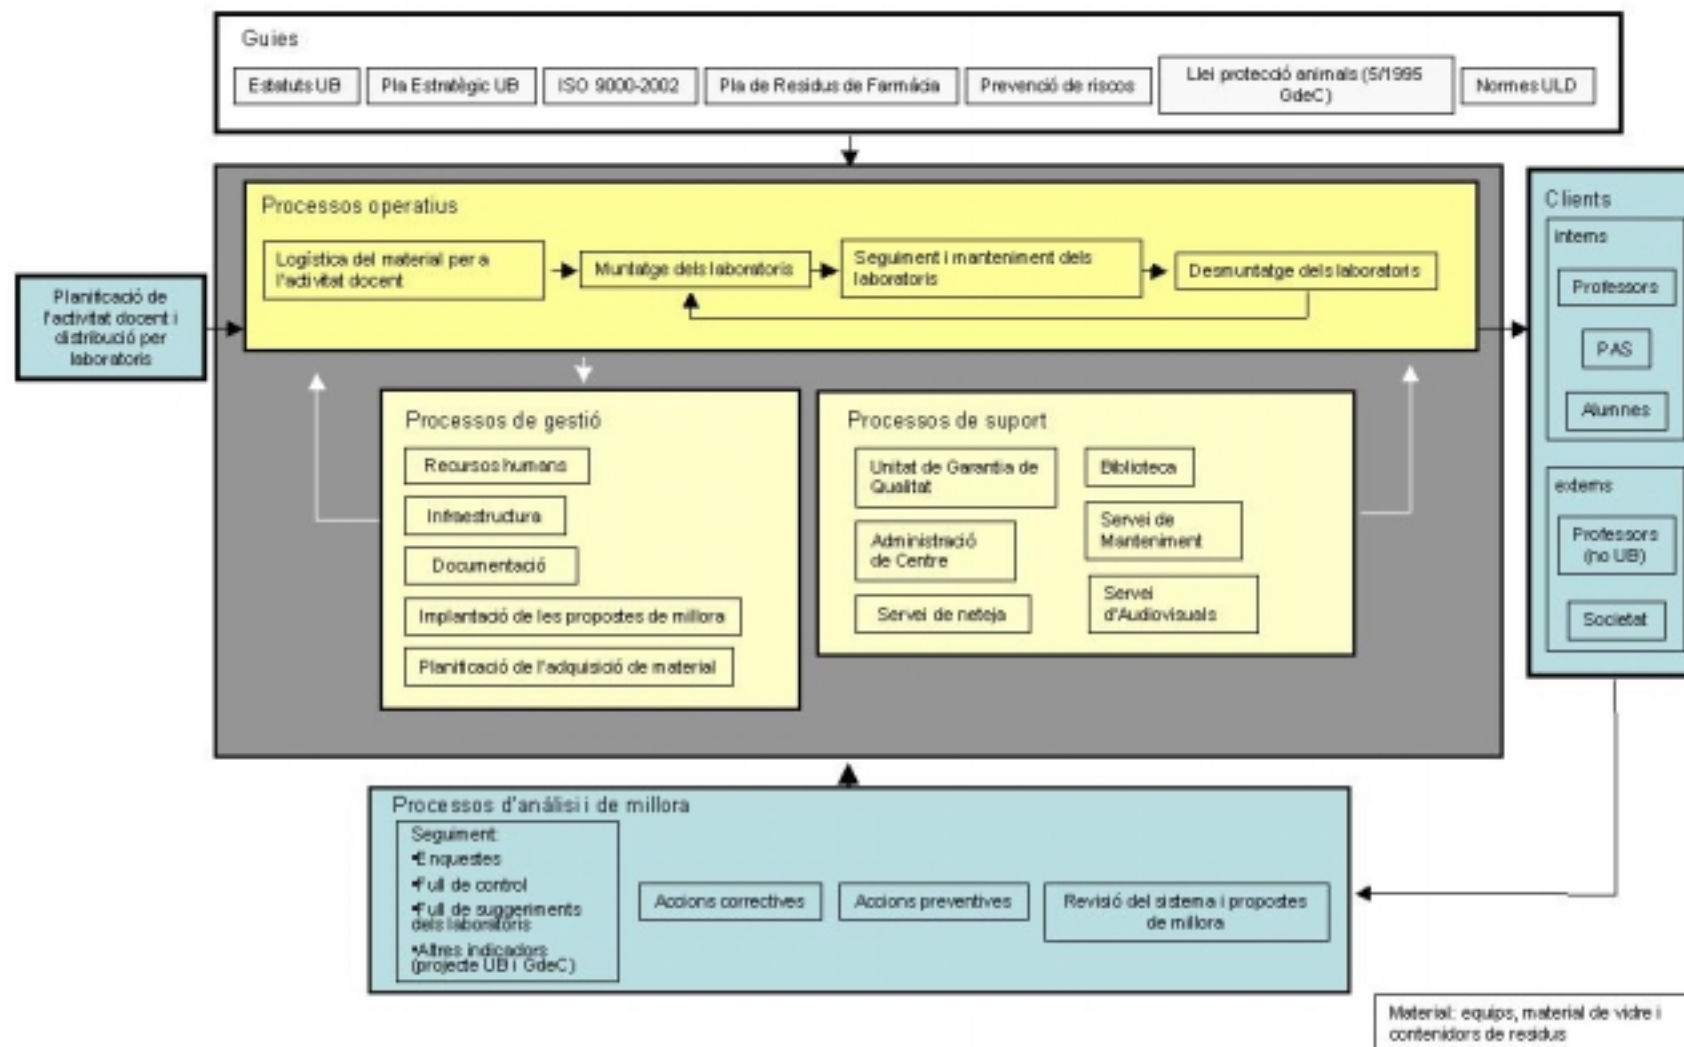 Guies
Estatuts UB
Pla Estratègic UB
ISO 9000-2002
Pla de Residus de Farmàcia
Prevenció de riscos
Llei protecció animals (5/1995
GdeC)
Normes ULD
Planificació de
l'activitat docent i
distribució per
laboratoris
Processos operatius
Logística del material per a
l'activitat docent
Muntatge dels laboratoris
Seguiment i manteniment dels
laboratoris
Desmuntatge dels laboratoris
Processos de gestió
Recursos humans
Infraestructura
Documentació
Implantació de les propostes de millora
Planificació de l'adquisició de material
Processos de suport
Unitat de Garantia de
Qualitat
Administració
de Centre
Servei de neteja
Biblioteca
Servei de
Manteniment
Servei
d'Audiovisuals
Clients
interns
Professors
PAS
Alumnes
externs
Professors
(no UB)
Societat
Processos d'anàlisi i de millora
Seguiment:
•Enquestes
•Full de control
•Full de suggeriments
dels laboratoris
•Altres indicadors
(projecte UB i GdeC)
Accions correctives
Accions preventives
Revisió del sistema i propostes
de millora
Material: equips, material de vidre i
contenidors de residus